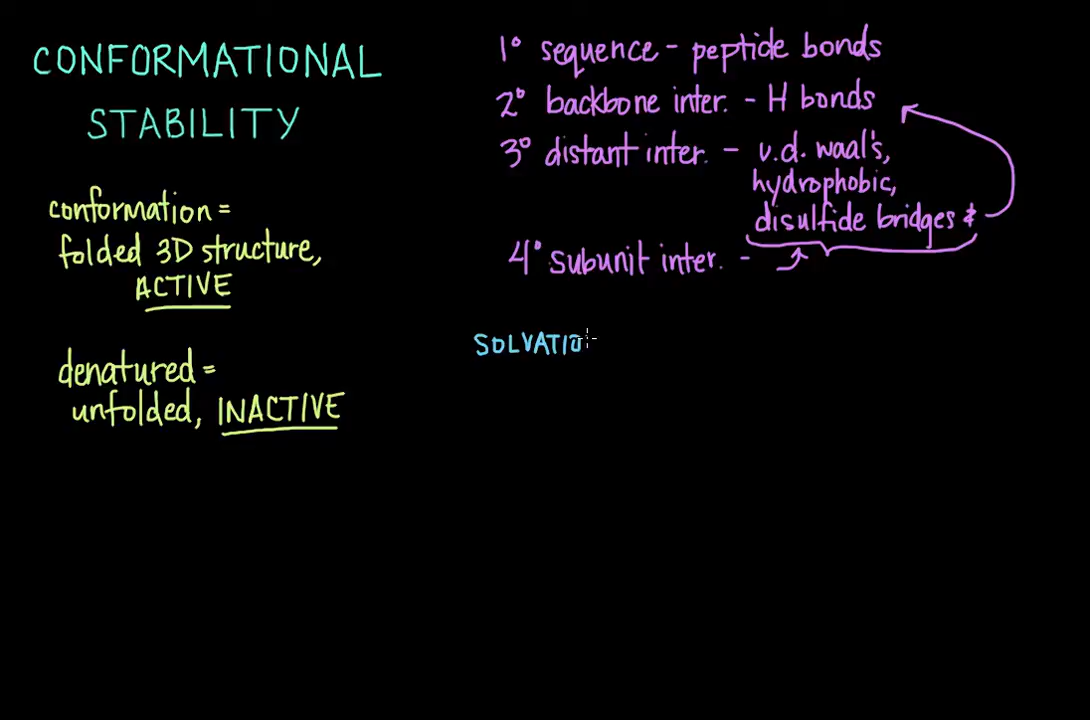 CONFORMATIONAL
STABILITY
conformation =
folded 3D structure,
ACTIVE
denatured =
unfolded, INACTIVE
1° sequence - peptide bonds
2° backbone inter. - H bonds
3° distant inter. - v.d. waal's,
hydrophobic,
disulfide bridges &
4° subunit inter. -
SOLVATIO